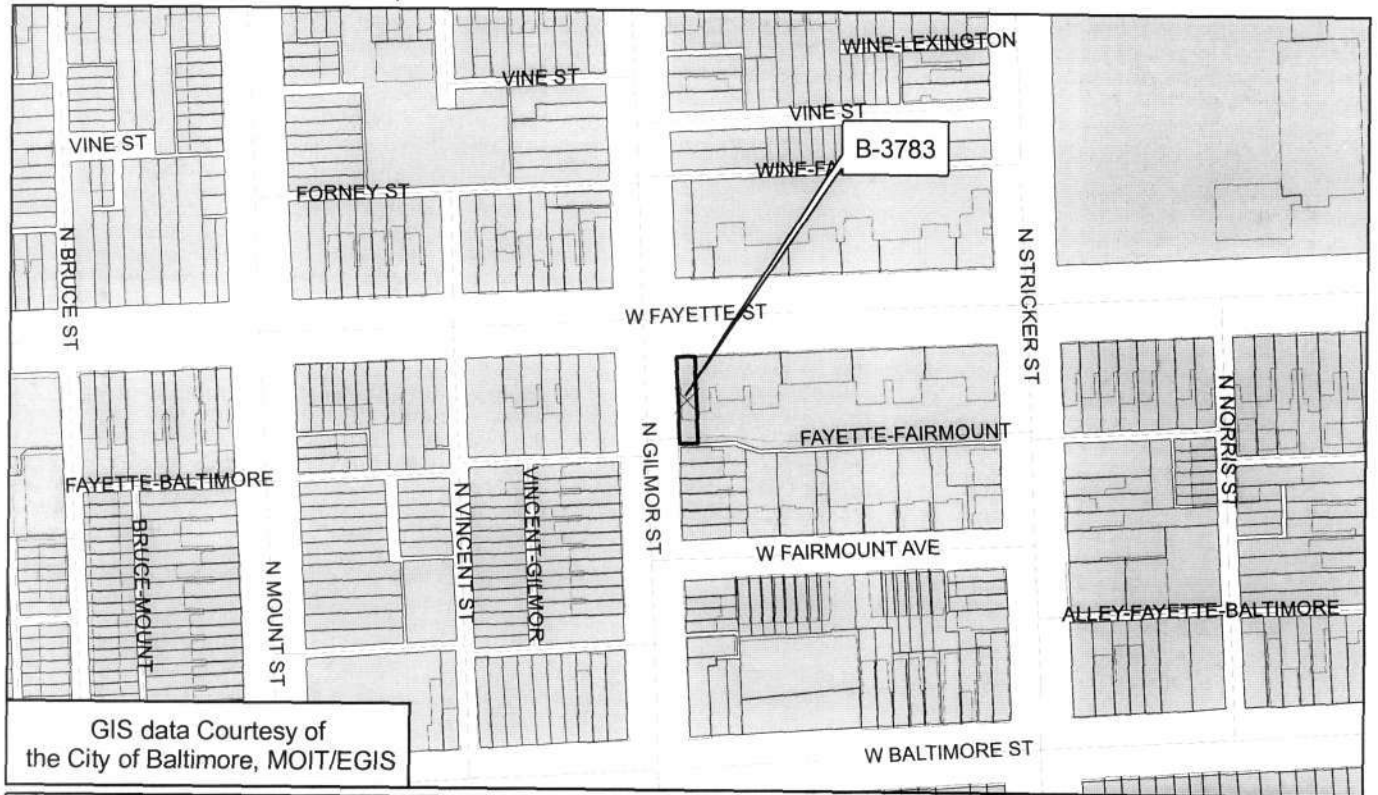 WINE-LEXINGTON
VINE ST
VINE ST
VINE ST
B-3783
WINE-FA
FORNEY ST
N BRUCE ST
W FAYETTE ST
N STRICKER ST
N GILMOR ST
FAYETTE-FAIRMOUNT
N NORRIS ST
FAYETTE-BALTIMORE
BRUCE-MOUNT
N MOUNT ST
N VINCENT ST
VINCENT-GILMOR
W FAIRMOUNT AVE
ALLEY-FAYETTE-BALTIMORE
W BALTIMORE ST
GIS data Courtesy of
the City of Baltimore, MOIT/EGIS